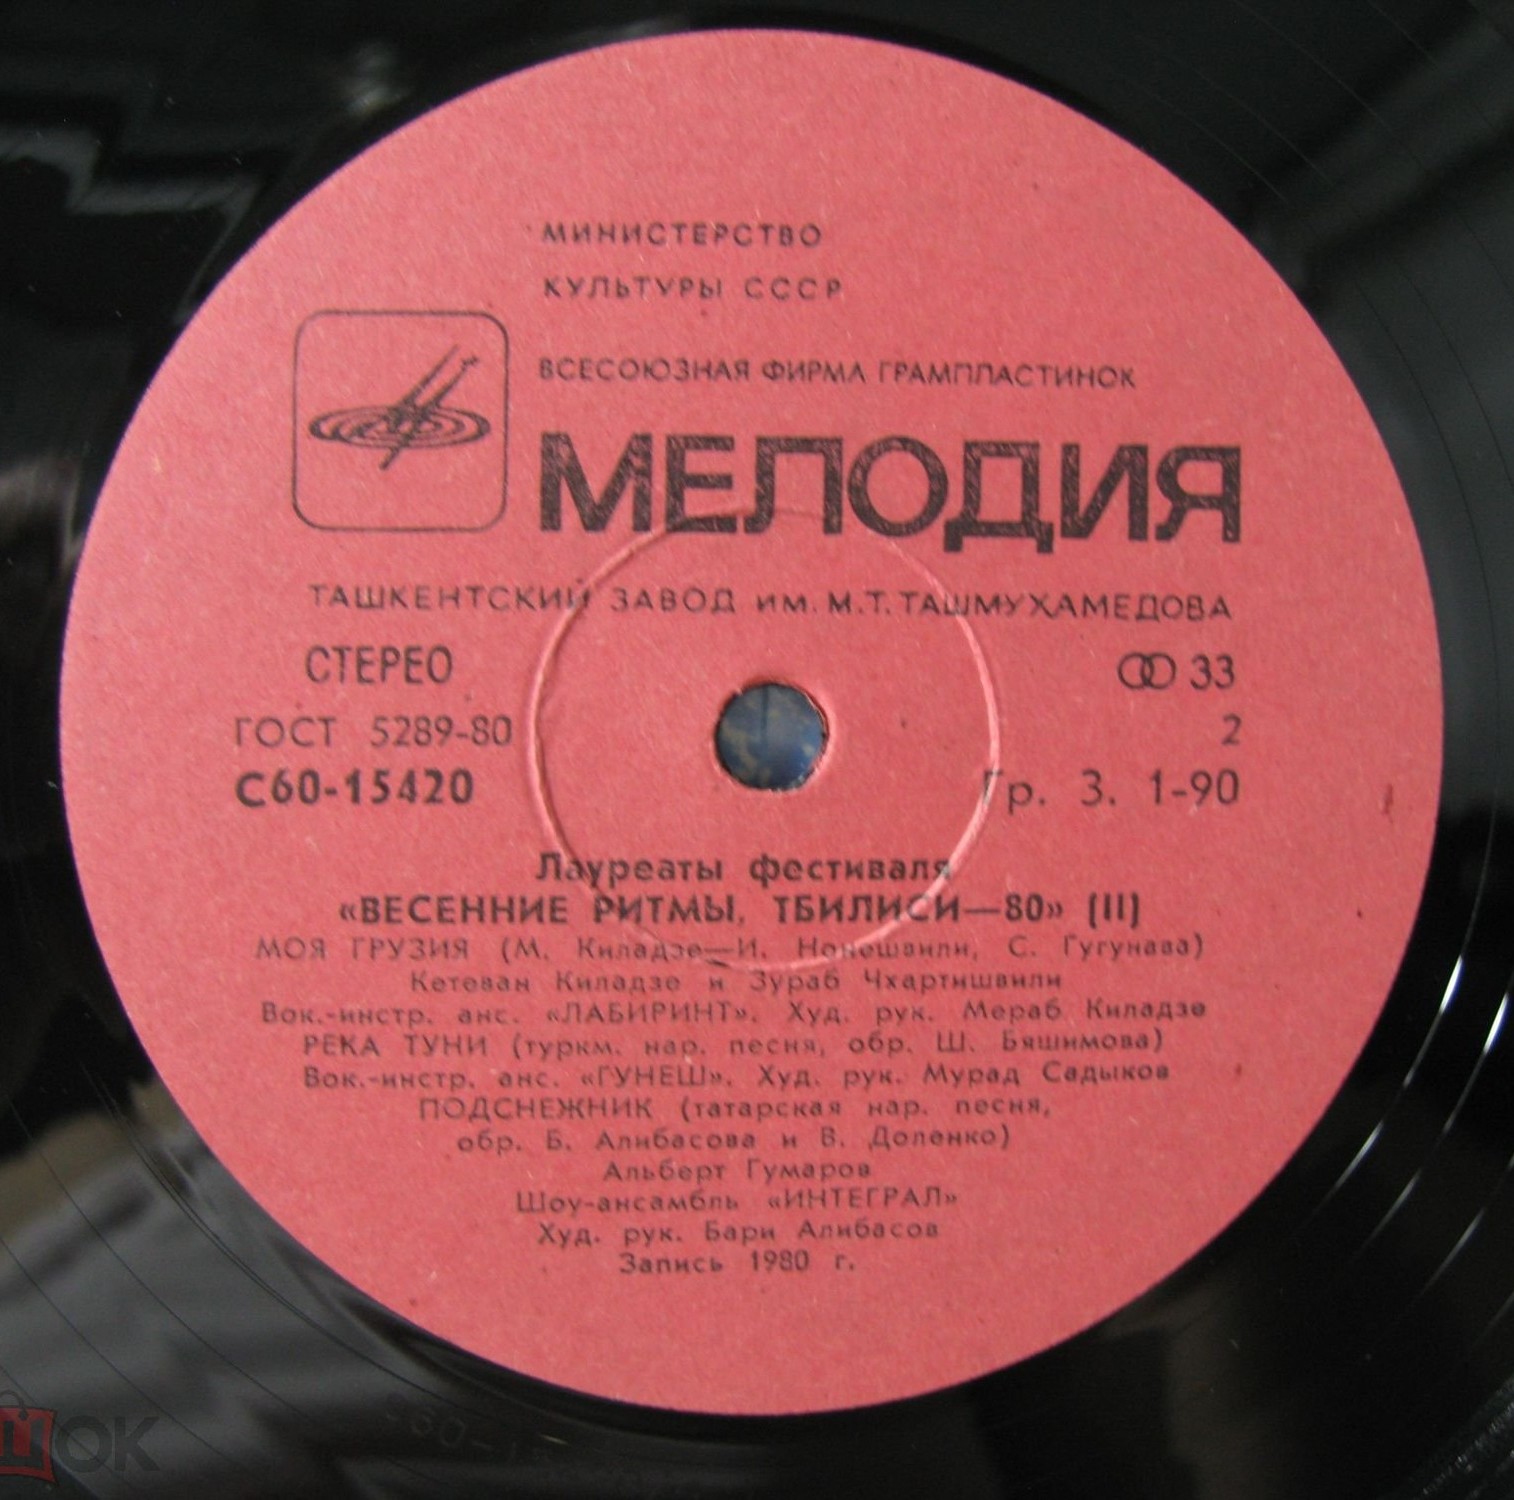 МИНИСТЕРСТВО
КУЛЬТУРЫ СССР
ВСЕСОЮЗНАЯ ФИРМА ГРАМПЛАСТИНОК
МЕЛОДИЯ
ТАШКЕНТСКИЙ ЗАВОД ИМ. М.Т. ТАШМУХАМЕДОВА
СТЕРЕО 33
ГОСТ 5289-80 2
С60-15420 Гр. 3. 1-90
Лауреаты фестиваля
«ВЕСЕННИЕ РИТМЫ, ТБИЛИСИ—80» (II)
МОЯ ГРУЗИЯ (М. Киладзе—И. Нонешвили, С. Гугунава)
Кетеван Киладзе и Зураб Чхартишвили
Вок.-инстр. анс. «ЛАБИРИНТ». Худ. рук. Мераб Киладзе
РЕКА ТУНИ (туркм. нар. песня, обр. Ш. Бяшимова)
Вок.-инстр. анс. «ГУНЕШ». Худ. рук. Мурад Садыков
ПОДСНЕЖНИК (татарская нар. песня,
обр. Б. Алибасова и В. Доленко)
Альберт Гумаров
Шоу-ансамбль «ИНТЕГРАЛ»
Худ. рук. Бари Алибасов
Запись 1980 г.